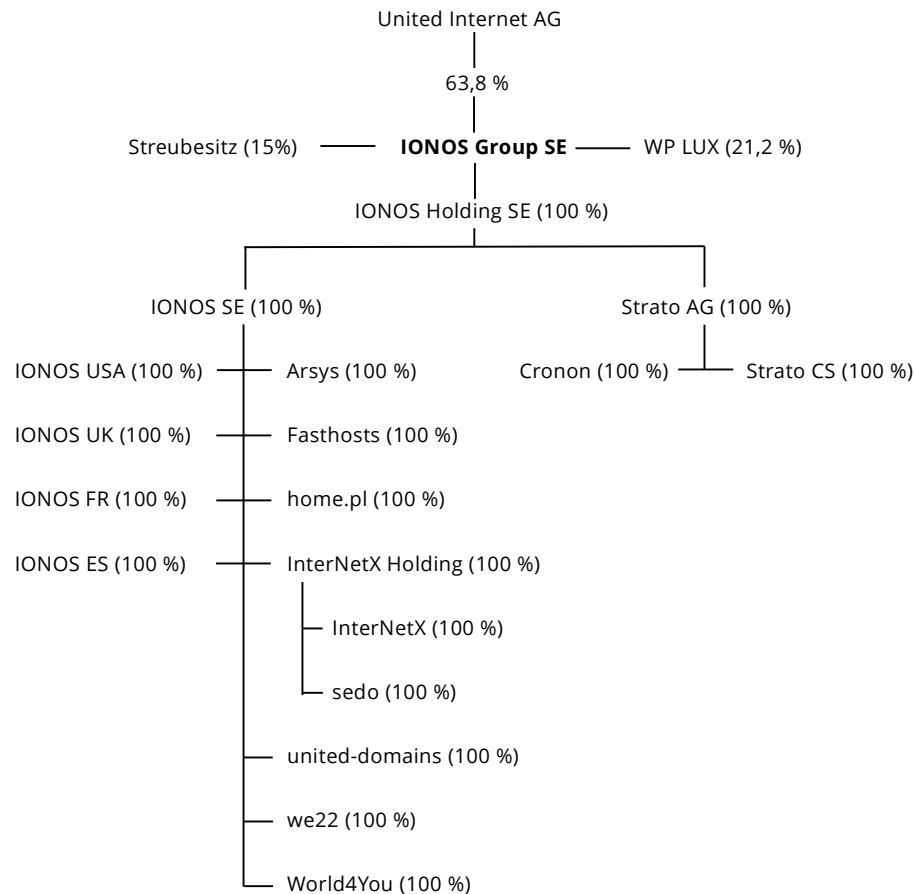 United Internet AG
63,8 %
Streubesitz (15%) IONOS Group SE WP LUX (21,2 %)
IONOS Holding SE (100 %)
IONOS SE (100 %) Strato AG (100 %)
IONOS USA (100 %) Arsys (100 %) Cronon (100 %) Strato CS (100 %)
IONOS UK (100 %) Fasthosts (100 %)
IONOS FR (100 %) home.pl (100 %)
IONOS ES (100 %) InterNetX Holding (100 %)
InterNetX (100 %)
sedo (100 %)
united-domains (100 %)
we22 (100 %)
World4You (100 %)